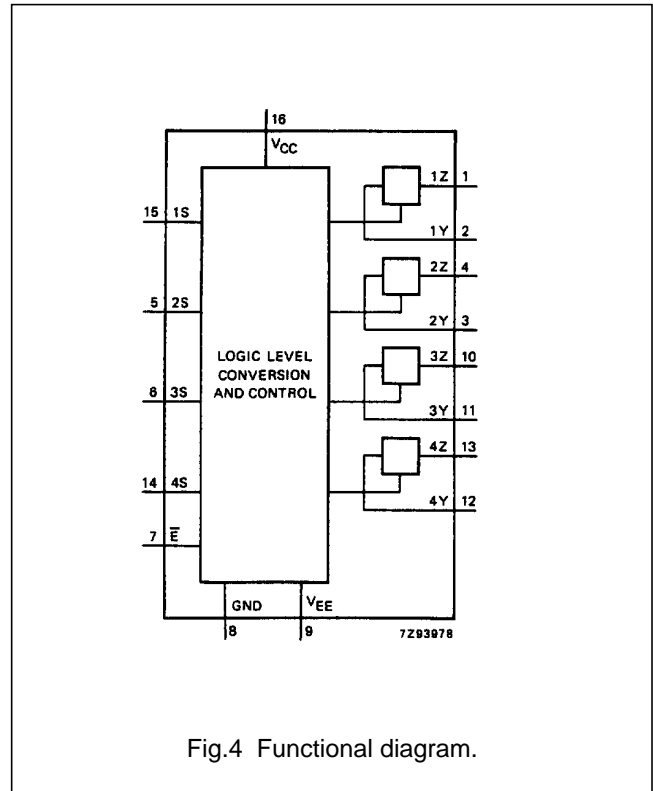 16
VCC
1Z 1
15 1S
1Y 2
2Z 4
5 2S
2Y 3
LOGIC LEVEL
CONVERSION
AND CONTROL
3Z 10
6 3S
3Y 11
4Z 13
14 4S
4Y 12
7 E̅
GND
VEE
8
9
7Z93978
Fig.4 Functional diagram.